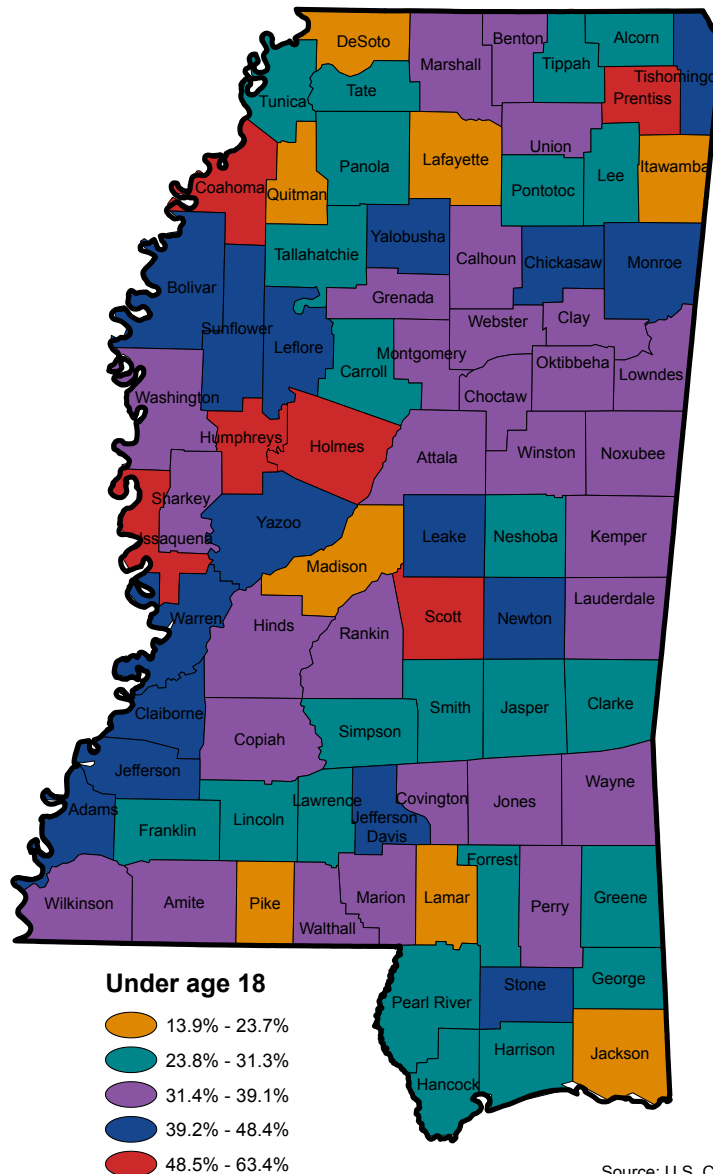 DeSoto
Benton
Alcorn
Marshall
Tippah
Tishomingo
Tunica
Tate
Prentiss
Union
Panola
Lafayette
Lee
Itawamba
Coahoma
Quitman
Pontotoc
Yalobusha
Tallahatchie
Calhoun
Chickasaw
Monroe
Bolivar
Grenada
Sunflower
Webster
Clay
Leflore
Montgomery
Oktibbeha
Carroll
Lowndes
Washington
Choctaw
Humphreys
Holmes
Attala
Winston
Noxubee
Sharkey
Yazoo
Leake
Neshoba
Kemper
Issaquena
Madison
Lauderdale
Warren
Hinds
Rankin
Scott
Newton
Claiborne
Smith
Jasper
Clarke
Copiah
Simpson
Jefferson
Wayne
Adams
Lawrence
Covington
Jones
Franklin
Lincoln
Jefferson
Davis
Forrest
Wilkinson
Amite
Pike
Marion
Lamar
Perry
Greene
Walthall
Under age 18
Pearl River
Stone
George
13.9% - 23.7%
23.8% - 31.3%
Harrison
Jackson
Hancock
31.4% - 39.1%
39.2% - 48.4%
48.5% - 63.4%
Source: U.S.